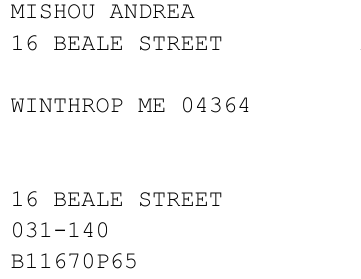 MISHOU ANDREA
16 BEALE STREET
WINTHROP ME 04364
16 BEALE STREET
031-140
B11670P65